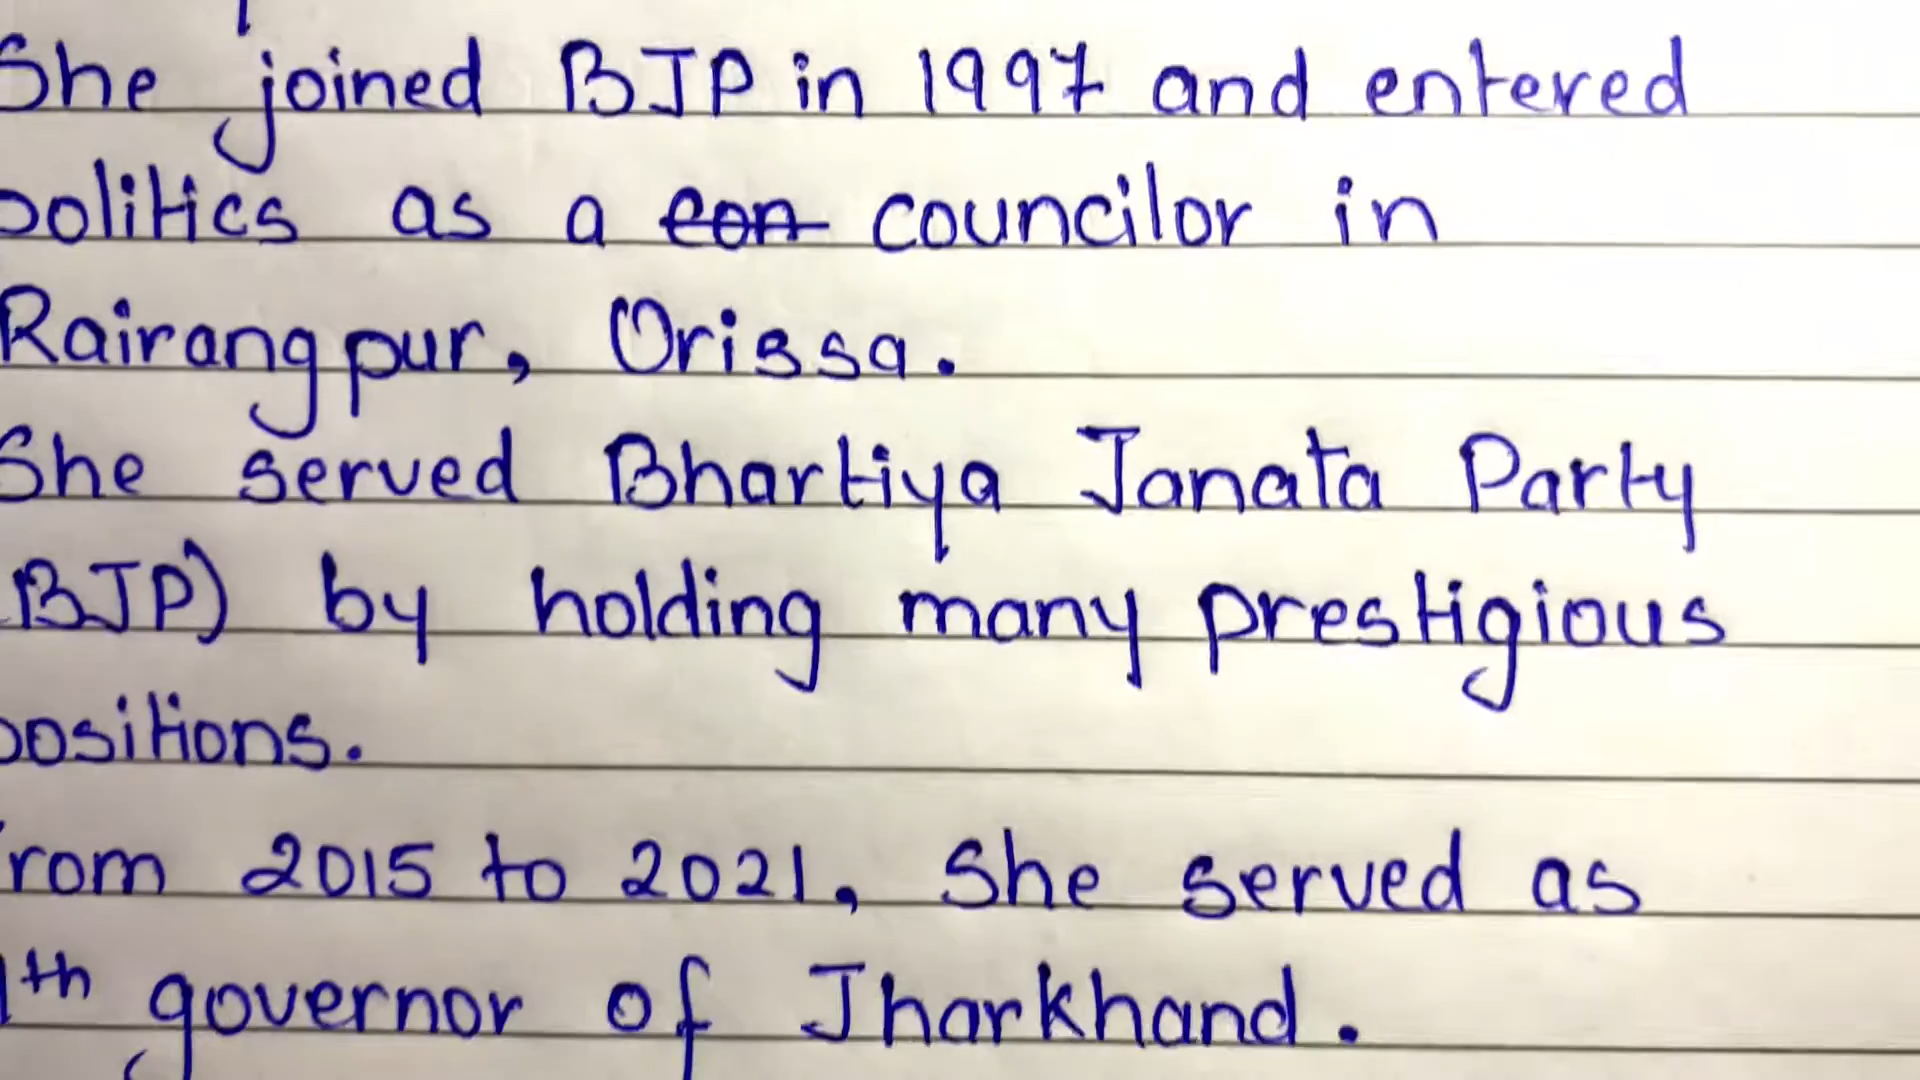 She joined BJP in 1997 and entered
politics as a con councilor in
Rairangpur, Orissa.
She served Bhartiya Janata Party
BJP) by holding many prestigious
positions.
from 2015 to 2021, She served as
th governor of Jharkhand.